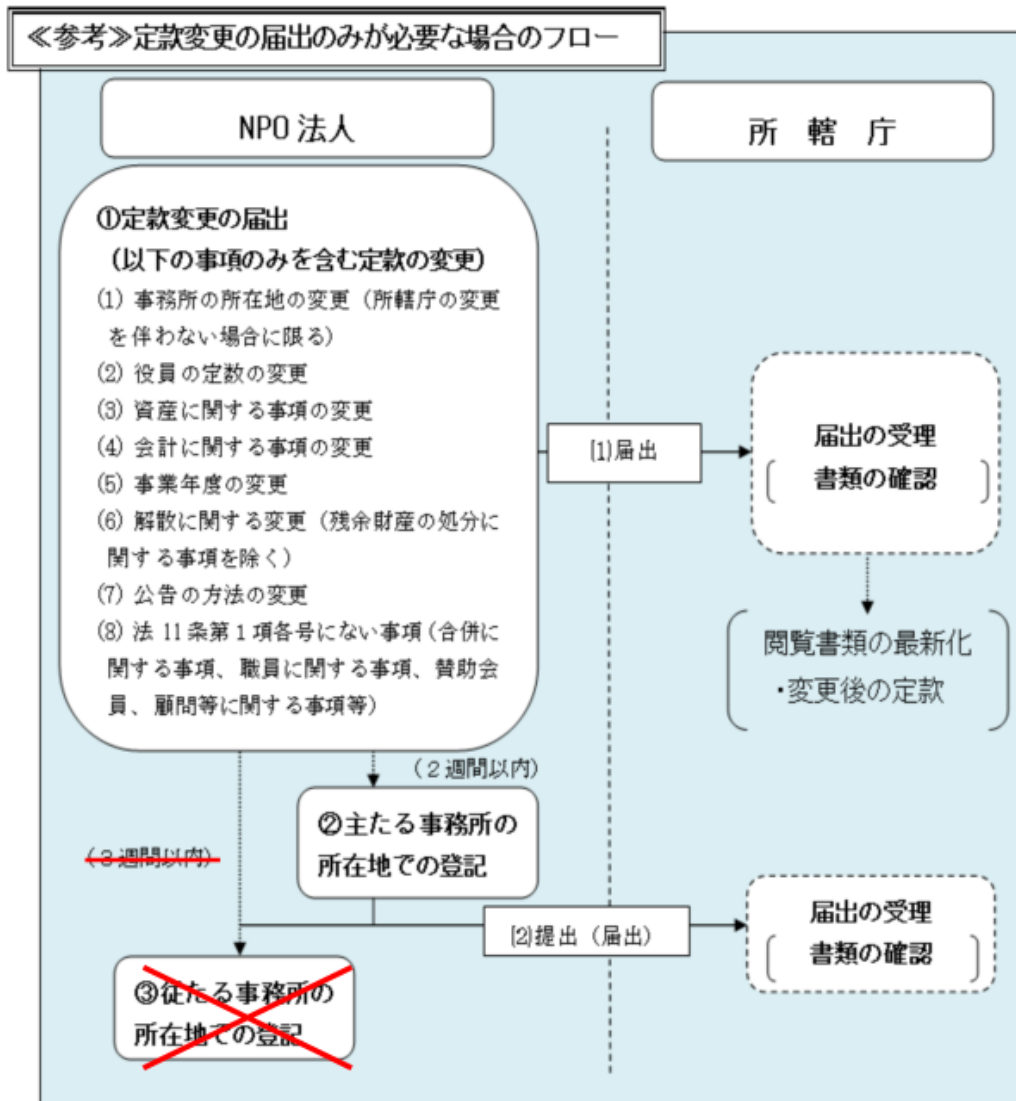 ≪参考≫定款変更の届出のみが必要な場合のフロー
NPO 法人
所 轄 庁
①定款変更の届出
(以下の事項のみを含む定款の変更)
(1) 事務所の所在地の変更（所轄庁の変更
を伴わない場合に限る）
(2) 役員の定数の変更
(3) 資産に関する事項の変更
(4) 会計に関する事項の変更
(5) 事業年度の変更
(6) 解散に関する変更（残余財産の処分に
関する事項を除く）
(7) 公告の方法の変更
(8) 法 11 条第 1 項各号にない事項（合併に
関する事項、職員に関する事項、賛助会
員、顧問等に関する事項等）
(1)届出
届出の受理
書類の確認
閲覧書類の最新化
・変更後の定款
（２週間以内）
②主たる事務所の
所在地での登記
（３週間以内）
(2)提出（届出）
届出の受理
書類の確認
③従たる事務所の
所在地での登記